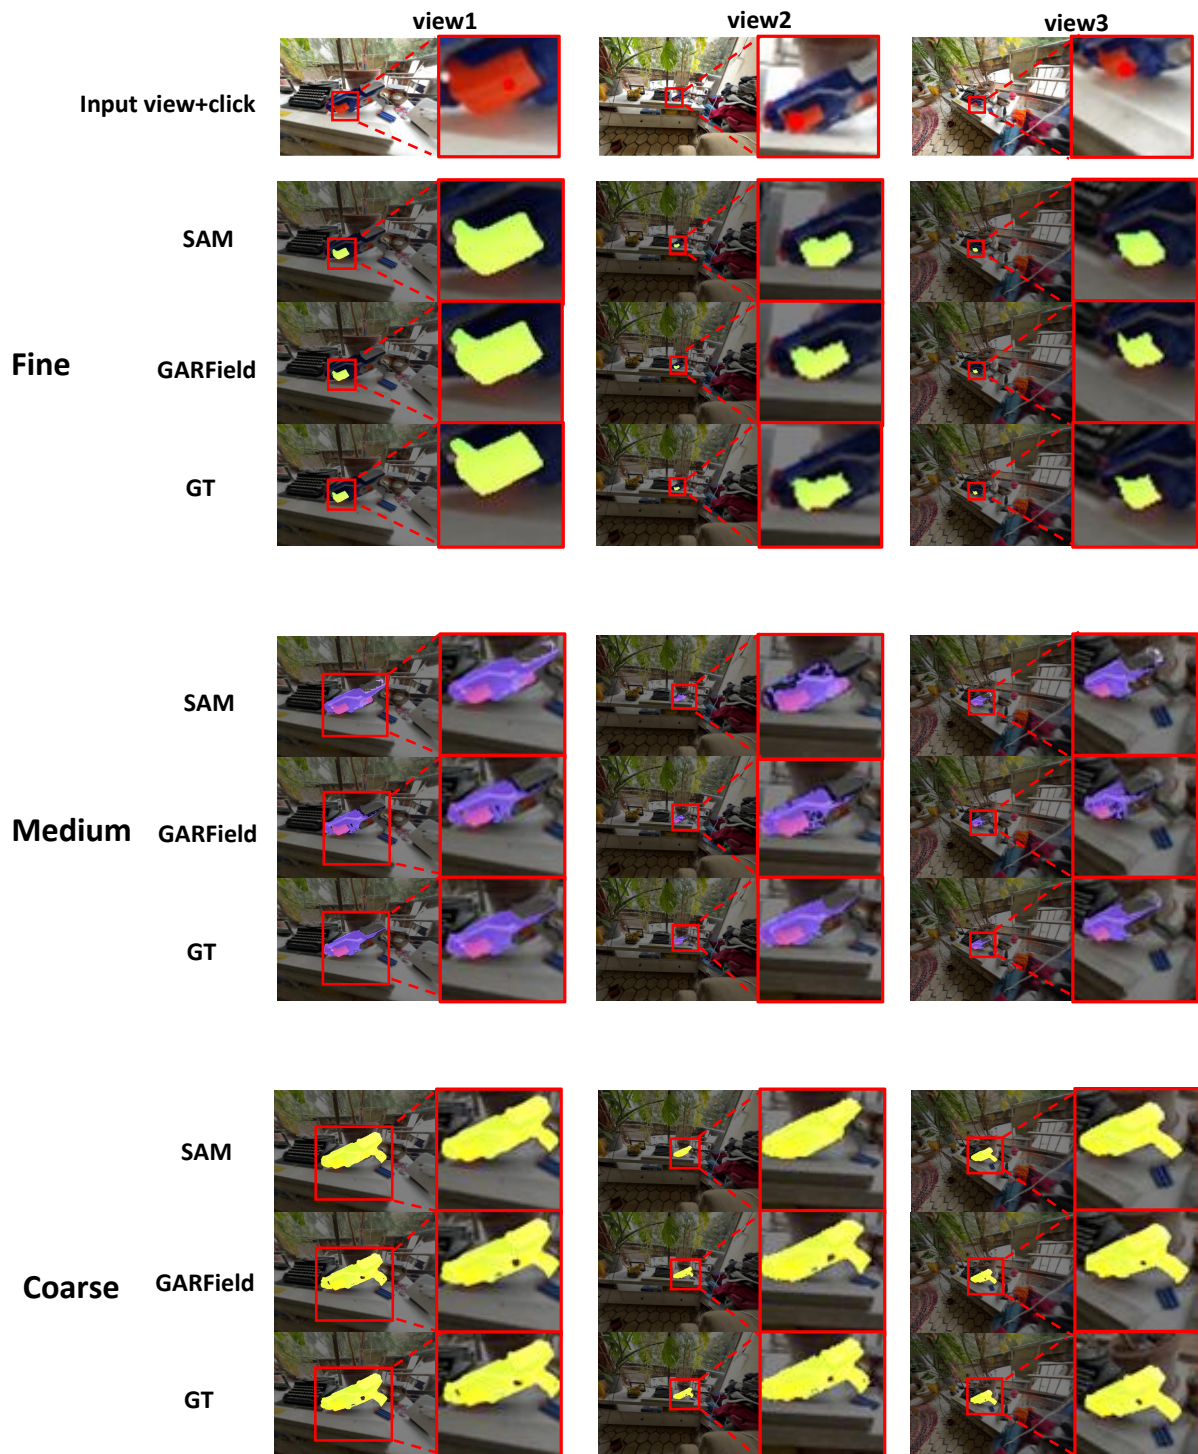 view1 view2 view3
Input view+click
SAM
Fine GARField
GT
SAM
Medium GARField
GT
SAM
Coarse GARField
GT